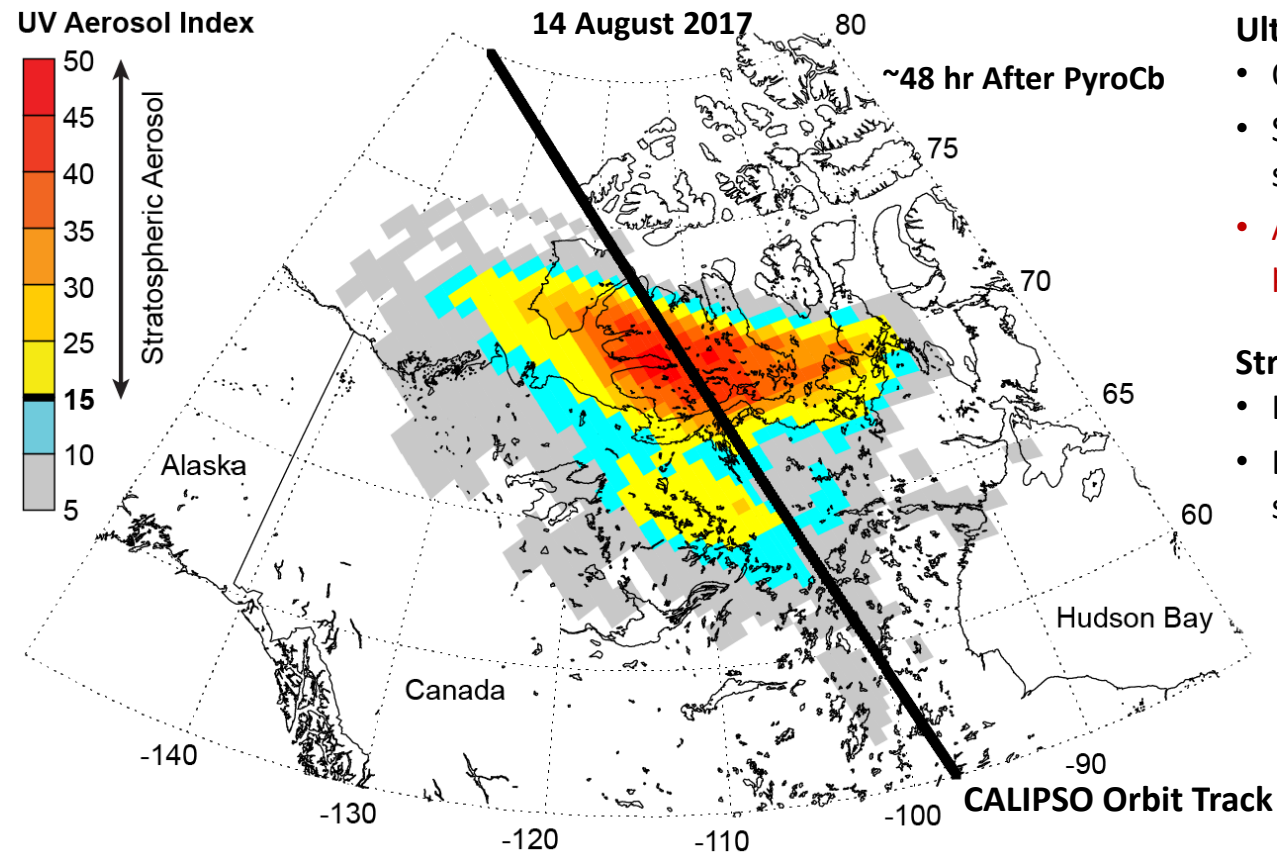 UV Aerosol Index
14 August 2017
~48 hr After PyroCb
50
45
40
35
30
25
15
10
5
Stratospheric Aerosol
80
75
70
65
60
Alaska
Canada
Hudson Bay
-140
-130
-120
-110
-100
-90
CALIPSO Orbit Track
Ult
•
• S
s
•
Str
•
•
s